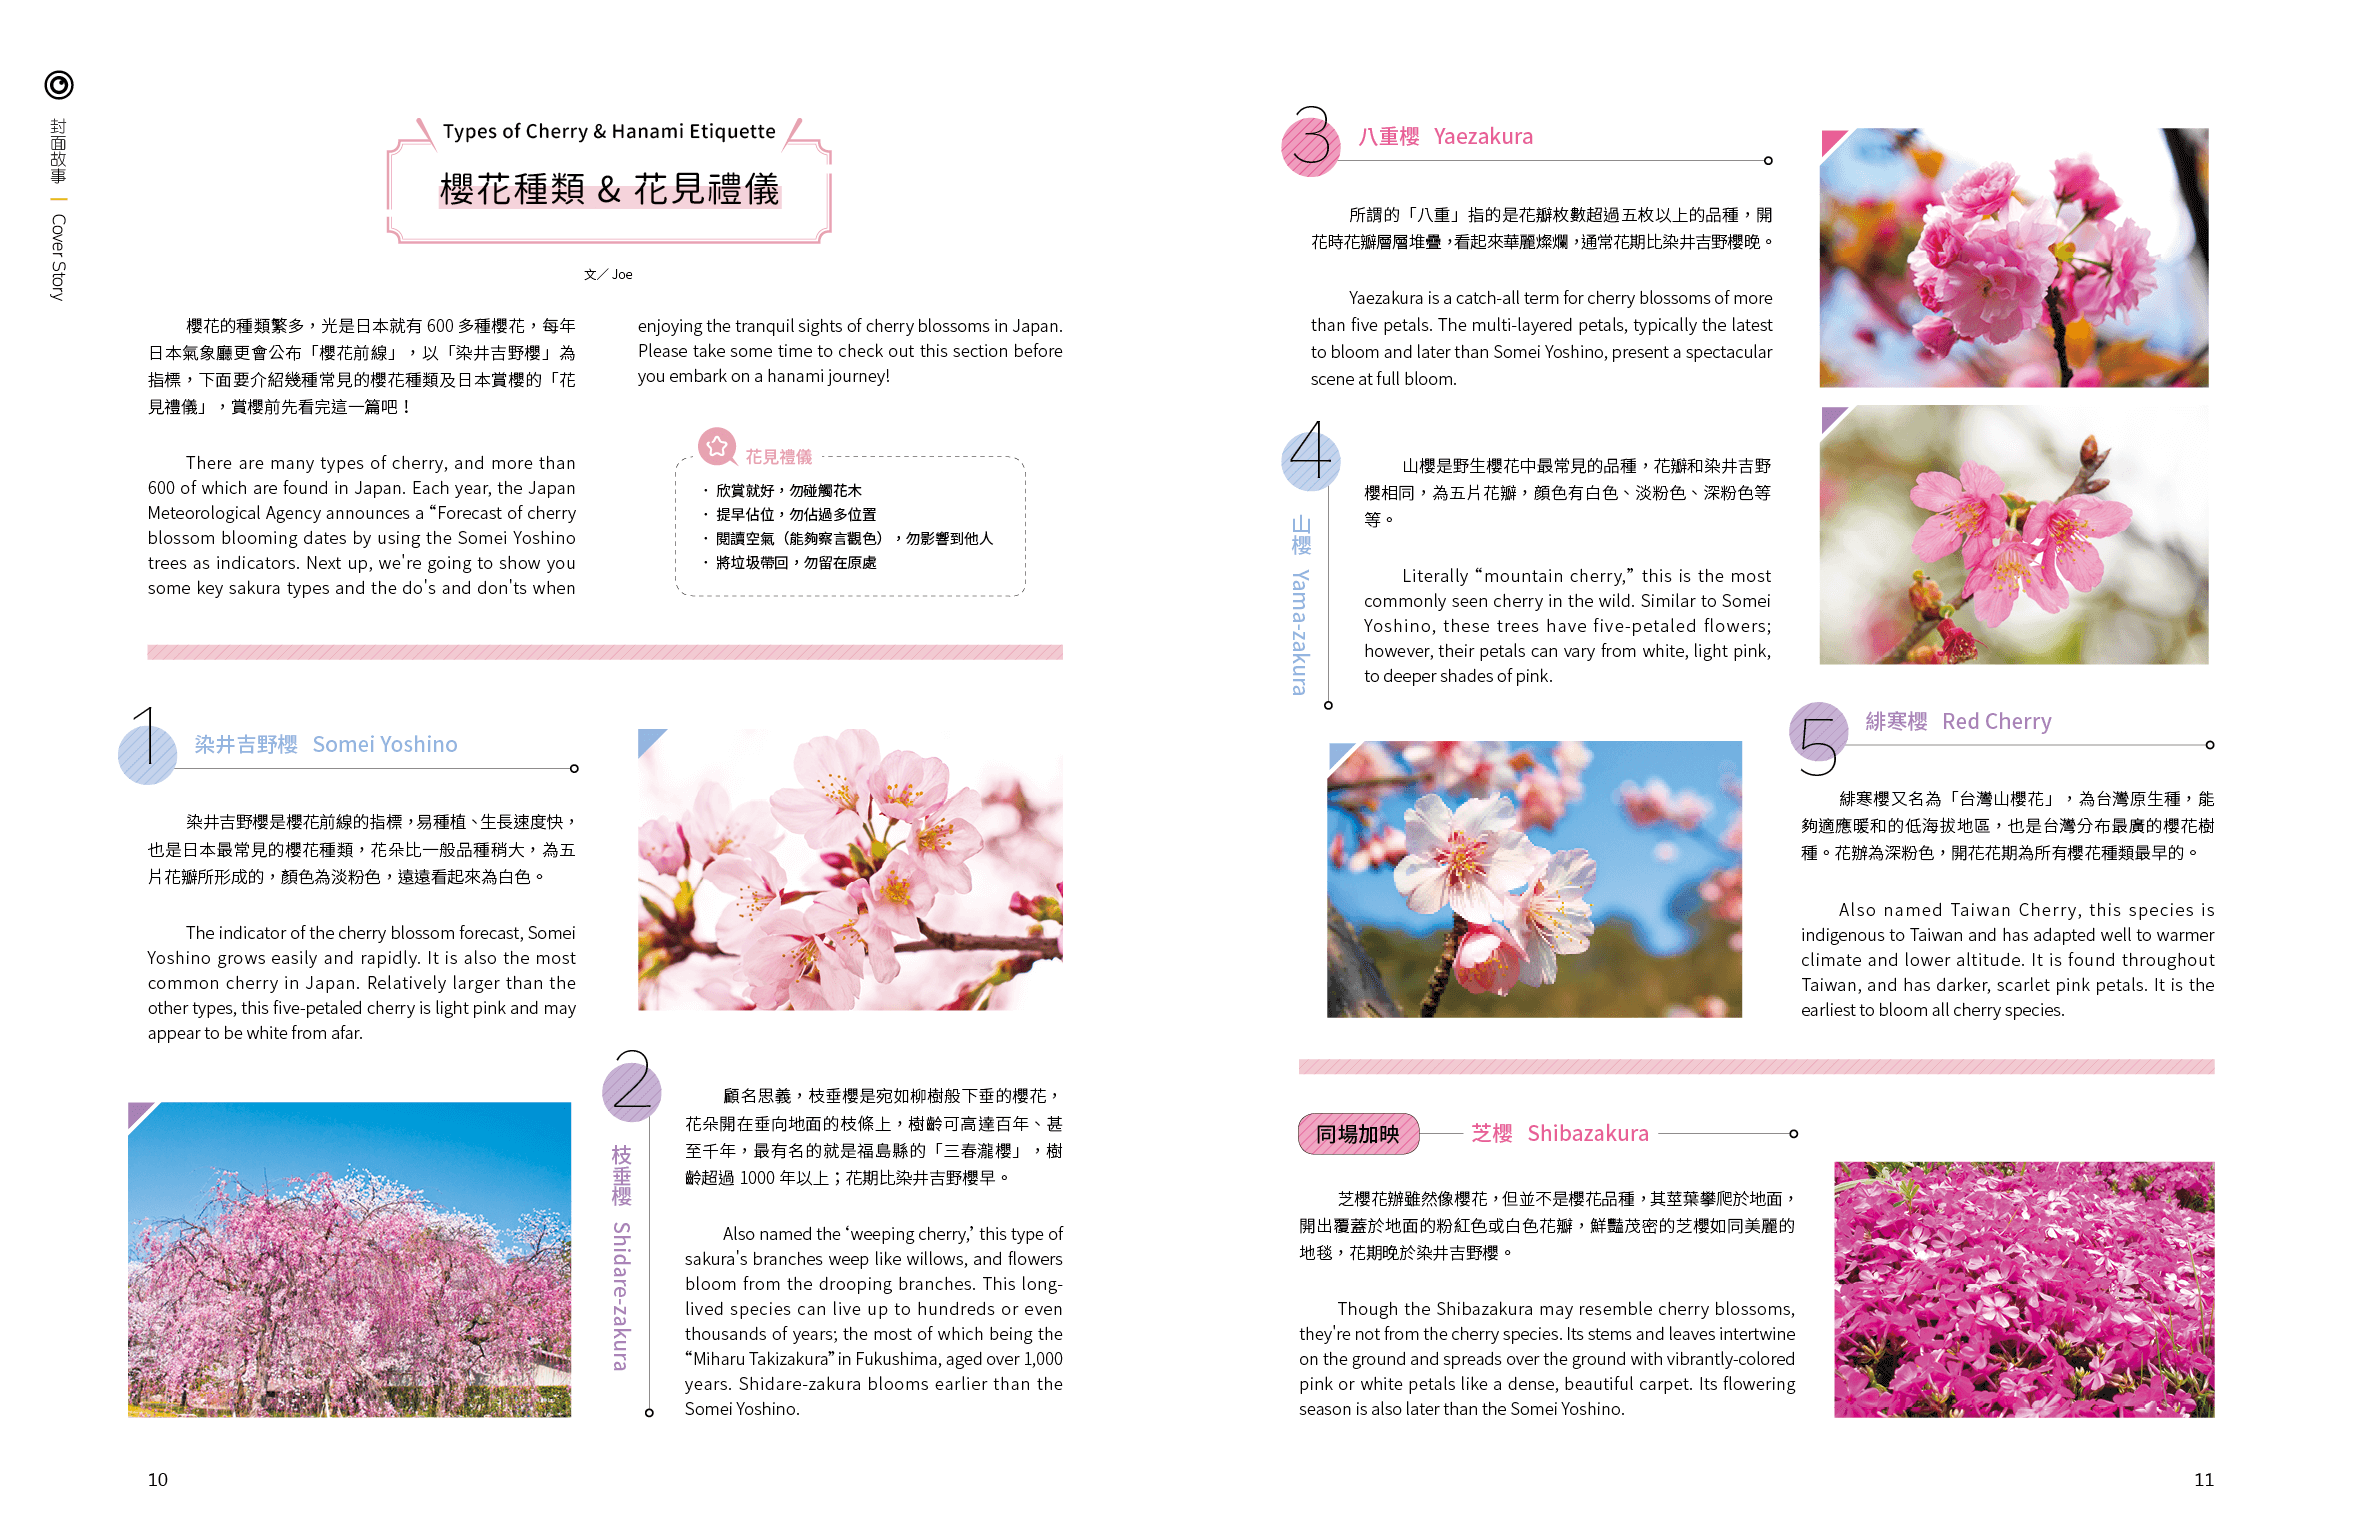 封面故事 | Cover Story
Types of Cherry & Hanami Etiquette
櫻花種類 & 花見禮儀
文／Joe
櫻花的種類繁多，光是日本就有 600 多種櫻花，每年
日本氣象廳更會公布「櫻花前線」，以「染井吉野櫻」為
指標，下面要介紹幾種常見的櫻花種類及日本賞櫻的「花
見禮儀」，賞櫻前先看完這一篇吧！
There are many types of cherry, and more than
600 of which are found in Japan. Each year, the Japan
Meteorological Agency announces a “Forecast of cherry
blossom blooming dates by using the Somei Yoshino
trees as indicators. Next up, we're going to show you
some key sakura types and the do's and don'ts when
enjoying the tranquil sights of cherry blossoms in Japan.
Please take some time to check out this section before
you embark on a hanami journey!
花見禮儀
· 欣賞就好，勿碰觸花木
· 提早佔位，勿佔過多位置
· 閱讀空氣（能夠察言觀色），勿影響到他人
· 將垃圾帶回，勿留在原處
1
染井吉野櫻 Somei Yoshino
染井吉野櫻是櫻花前線的指標，易種植、生長速度快，
也是日本最常見的櫻花種類，花朵比一般品種稍大，為五
片花瓣所形成的，顏色為淡粉色，遠遠看起來為白色。
The indicator of the cherry blossom forecast, Somei
Yoshino grows easily and rapidly. It is also the most
common cherry in Japan. Relatively larger than the
other types, this five-petaled cherry is light pink and may
appear to be white from afar.
2
枝垂櫻 Shidare-zakura
顧名思義，枝垂櫻是宛如柳樹般下垂的櫻花，
花朵開在垂向地面的枝條上，樹齡可高達百年、甚
至千年，最有名的就是福島縣的「三春瀧櫻」，樹
齡超過 1000 年以上；花期比染井吉野櫻早。
Also named the ‘weeping cherry,’ this type of
sakura's branches weep like willows, and flowers
bloom from the drooping branches. This long-
lived species can live up to hundreds or even
thousands of years; the most of which being the
“Miharu Takizakura” in Fukushima, aged over 1,000
years. Shidare-zakura blooms earlier than the
Somei Yoshino.
10
3
八重櫻 Yaezakura
所謂的「八重」指的是花瓣枚數超過五枚以上的品種，開
花時花瓣層層堆疊，看起來華麗燦爛，通常花期比染井吉野櫻晚。
Yaezakura is a catch-all term for cherry blossoms of more
than five petals. The multi-layered petals, typically the latest
to bloom and later than Somei Yoshino, present a spectacular
scene at full bloom.
4
山櫻 Yama-zakura
山櫻是野生櫻花中最常見的品種，花瓣和染井吉野
櫻相同，為五片花瓣，顏色有白色、淡粉色、深粉色等
等。
Literally “mountain cherry,” this is the most
commonly seen cherry in the wild. Similar to Somei
Yoshino, these trees have five-petaled flowers;
however, their petals can vary from white, light pink,
to deeper shades of pink.
5
緋寒櫻 Red Cherry
緋寒櫻又名為「台灣山櫻花」，為台灣原生種，能
夠適應暖和的低海拔地區，也是台灣分布最廣的櫻花樹
種。花辦為深粉色，開花花期為所有櫻花種類最早的。
Also named Taiwan Cherry, this species is
indigenous to Taiwan and has adapted well to warmer
climate and lower altitude. It is found throughout
Taiwan, and has darker, scarlet pink petals. It is the
earliest to bloom all cherry species.
同場加映 芝櫻 Shibazakura
芝櫻花辦雖然像櫻花，但並不是櫻花品種，其莖葉攀爬於地面，
開出覆蓋於地面的粉紅色或白色花瓣，鮮豔茂密的芝櫻如同美麗的
地毯，花期晚於染井吉野櫻。
Though the Shibazakura may resemble cherry blossoms,
they're not from the cherry species. Its stems and leaves intertwine
on the ground and spreads over the ground with vibrantly-colored
pink or white petals like a dense, beautiful carpet. Its flowering
season is also later than the Somei Yoshino.
11